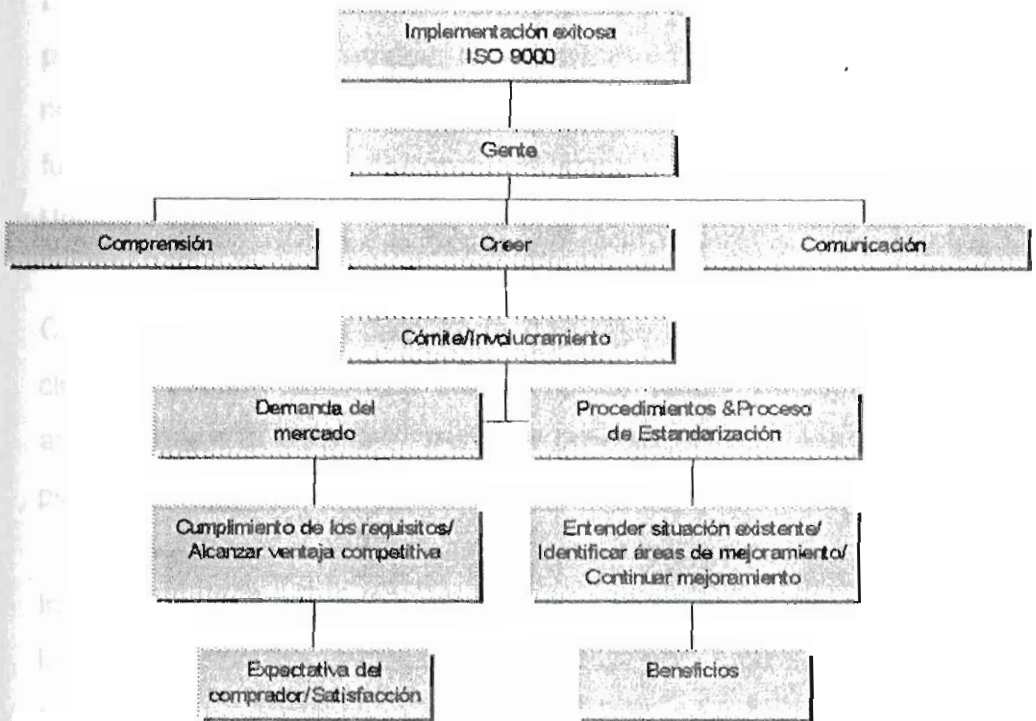 Implementación exitosa
ISO 9000
Gente
Comprensión
Creer
Comunicación
Cómite/Involucramiento
Demanda del
mercado
Procedimientos &Proceso
de Estandarización
Cumplimiento de los requisitos/
Alcanzar ventaja competitiva
Entender situación existente/
Identificar áreas de mejoramiento/
Continuar mejoramiento
Expectativa del
comprador/Satisfacción
Beneficios